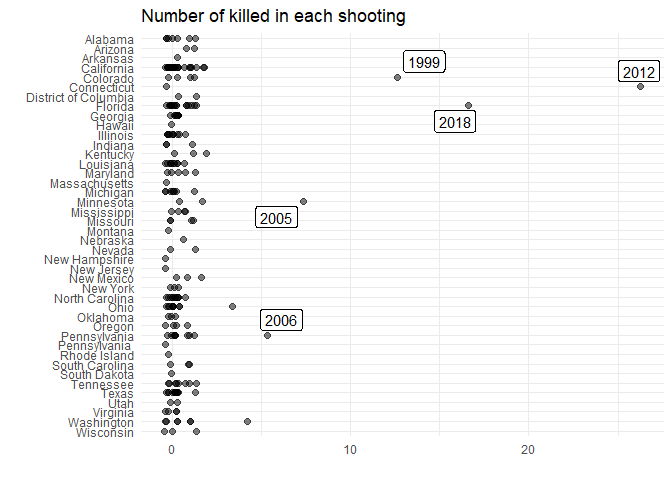 Number of killed in each shooting
Alabama
Arizona
Arkansas
California
Colorado
Connecticut
District of Columbia
Florida
Georgia
Hawaii
Illinois
Indiana
Kentucky
Louisiana
Maryland
Massachusetts
Michigan
Minnesota
Mississippi
Missouri
Montana
Nebraska
Nevada
New Hampshire
New Jersey
New Mexico
New York
North Carolina
Ohio
Oklahoma
Oregon
Pennsylvania
Pennsylvania
Rhode Island
South Carolina
South Dakota
Tennessee
Texas
Utah
Virginia
Washington
Wisconsin
1999
2012
2018
2005
2006
0 10 20